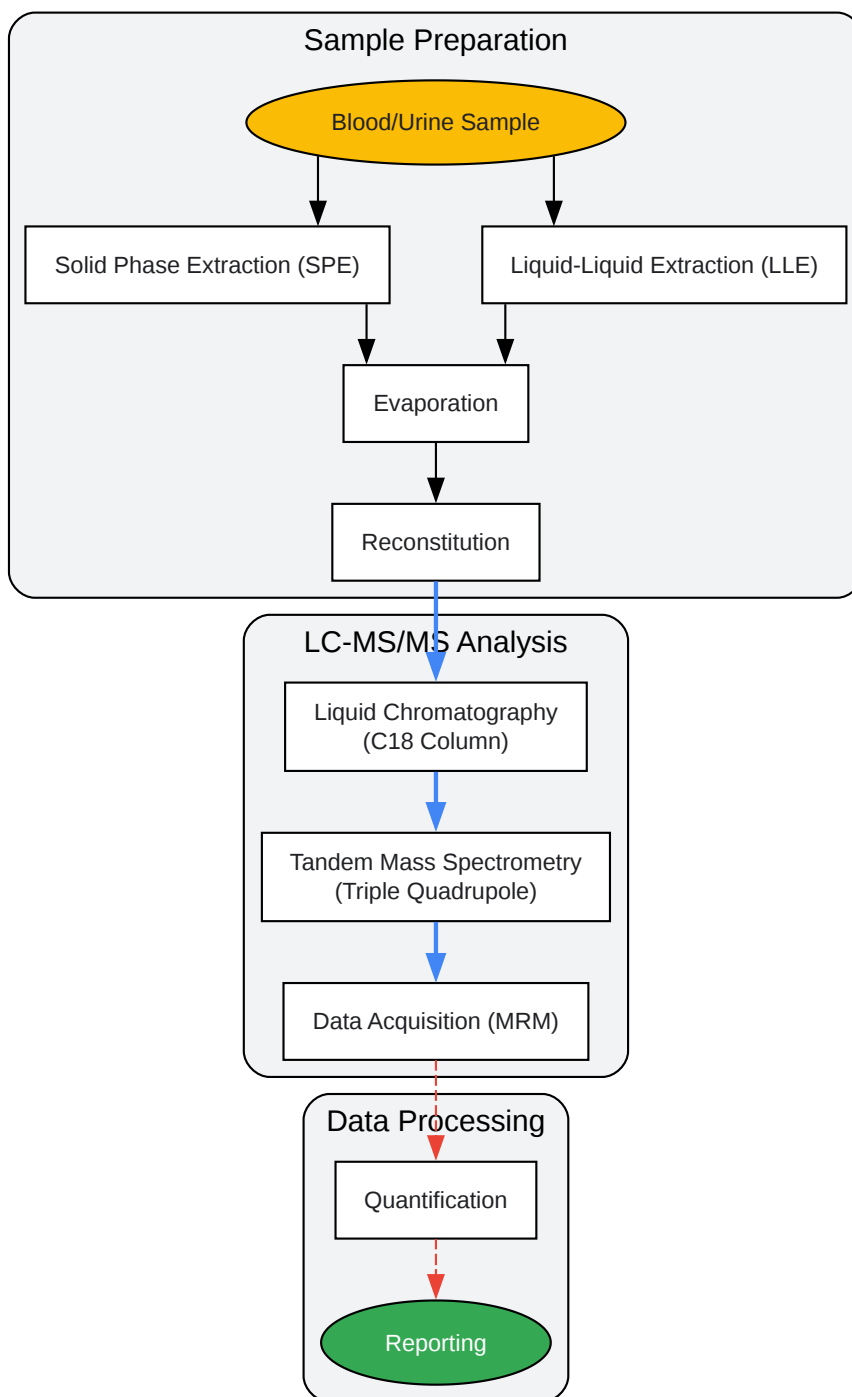 Sample Preparation
Blood/Urine Sample
Solid Phase Extraction (SPE)
Liquid-Liquid Extraction (LLE)
Evaporation
Reconstitution
LC-MS/MS Analysis
Liquid Chromatography
(C18 Column)
Tandem Mass Spectrometry
(Triple Quadrupole)
Data Acquisition (MRM)
Data Processing
Quantification
Reporting